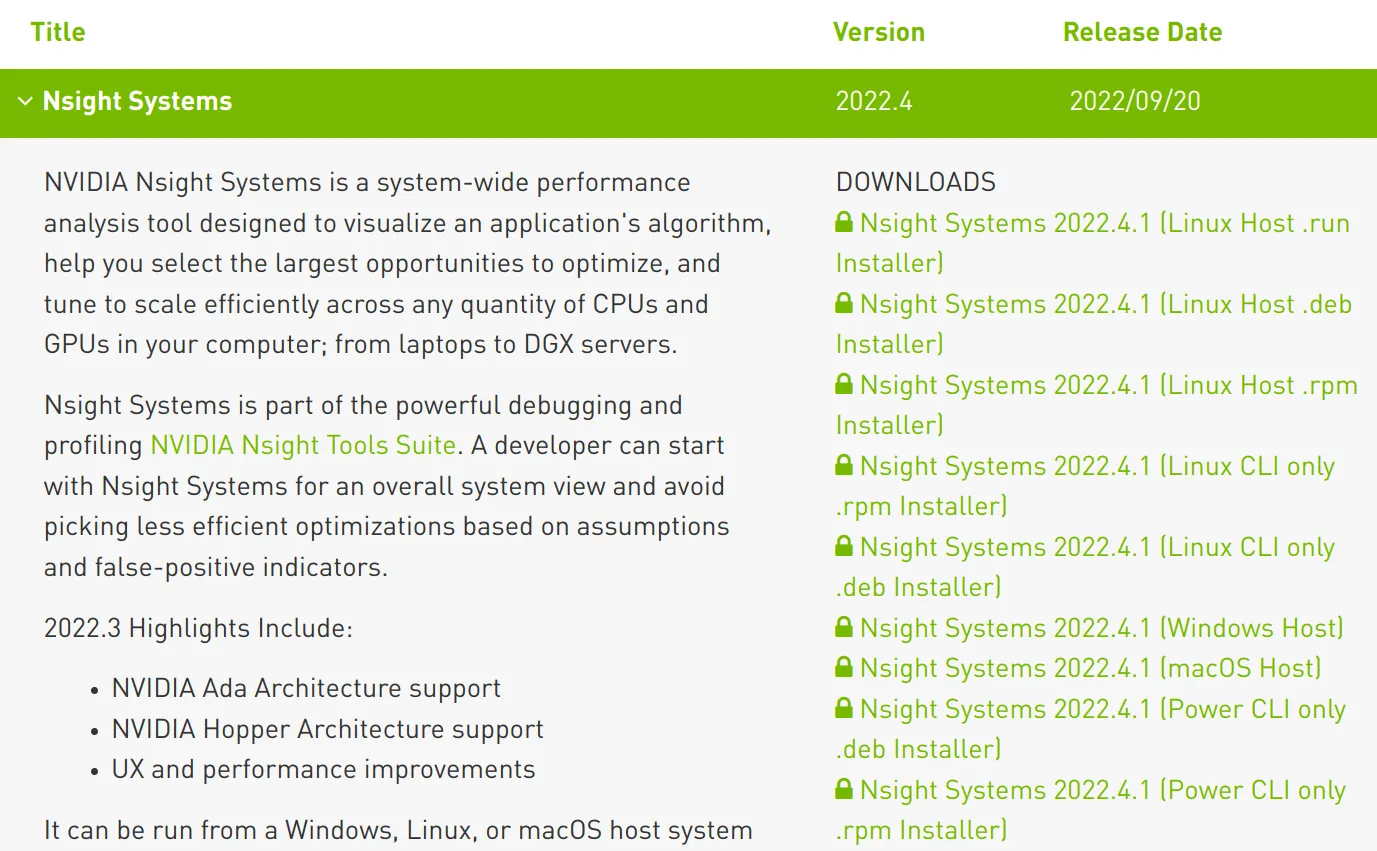 Title Version Release Date
Nsight Systems 2022.4 2022/09/20
NVIDIA Nsight Systems is a system-wide performance
analysis tool designed to visualize an application's algorithm,
help you select the largest opportunities to optimize, and
tune to scale efficiently across any quantity of CPUs and
GPUs in your computer; from laptops to DGX servers.
Nsight Systems is part of the powerful debugging and
profiling NVIDIA Nsight Tools Suite. A developer can start
with Nsight Systems for an overall system view and avoid
picking less efficient optimizations based on assumptions
and false-positive indicators.
2022.3 Highlights Include:
• NVIDIA Ada Architecture support
• NVIDIA Hopper Architecture support
• UX and performance improvements
It can be run from a Windows, Linux, or macOS host system
DOWNLOADS
Nsight Systems 2022.4.1 (Linux Host .run
Installer)
Nsight Systems 2022.4.1 (Linux Host .deb
Installer)
Nsight Systems 2022.4.1 (Linux Host .rpm
Installer)
Nsight Systems 2022.4.1 (Linux CLI only
.rpm Installer)
Nsight Systems 2022.4.1 (Linux CLI only
.deb Installer)
Nsight Systems 2022.4.1 (Windows Host)
Nsight Systems 2022.4.1 (macOS Host)
Nsight Systems 2022.4.1 (Power CLI only
.deb Installer)
Nsight Systems 2022.4.1 (Power CLI only
.rpm Installer)